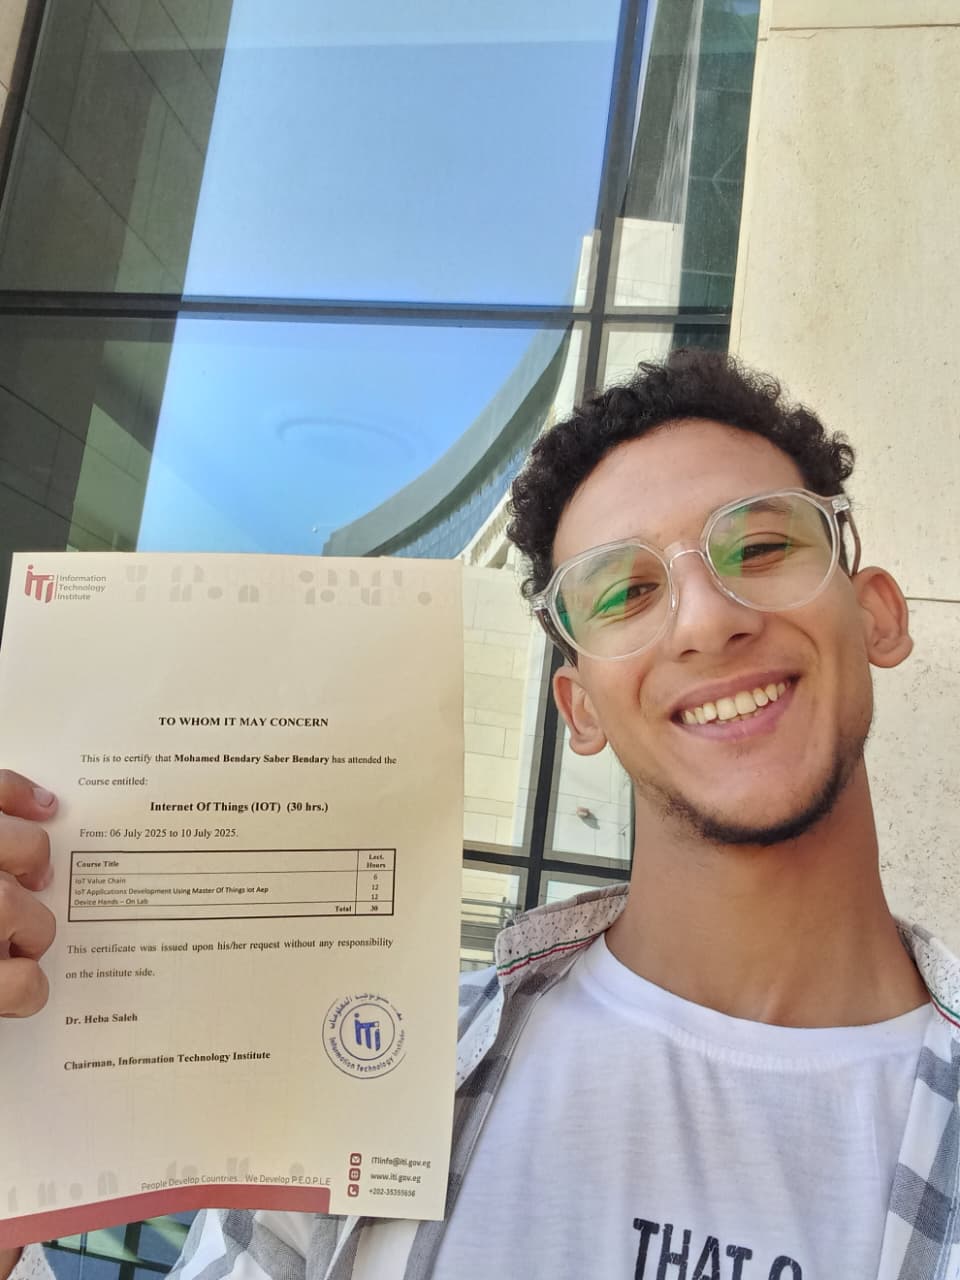 iTi
Information
Technology
Institute
TO WHOM IT MAY CONCERN
This is to certify that Mohamed Bendary Saber Bendary has attended the
Course entitled:
Internet Of Things (IOT) (30 hrs.)
From: 06 July 2025 to 10 July 2025.
Course Title Lect. Hours
IoT Value Chain 6
IoT Applications Development Using Master Of Things iot Aep 12
Device Hands – On Lab 12
Total 30
This certificate was issued upon his/her request without any responsibility
on the institute side.
Dr. Heba Saleh
Chairman, Information Technology Institute
المعلومات
iTi
Information Technology Institute
ITIinfo@iti.gov.eg
www.iti.gov.eg
+202-35355656
People Develop Countries... We Develop P.E.O.P.L.E
THAT